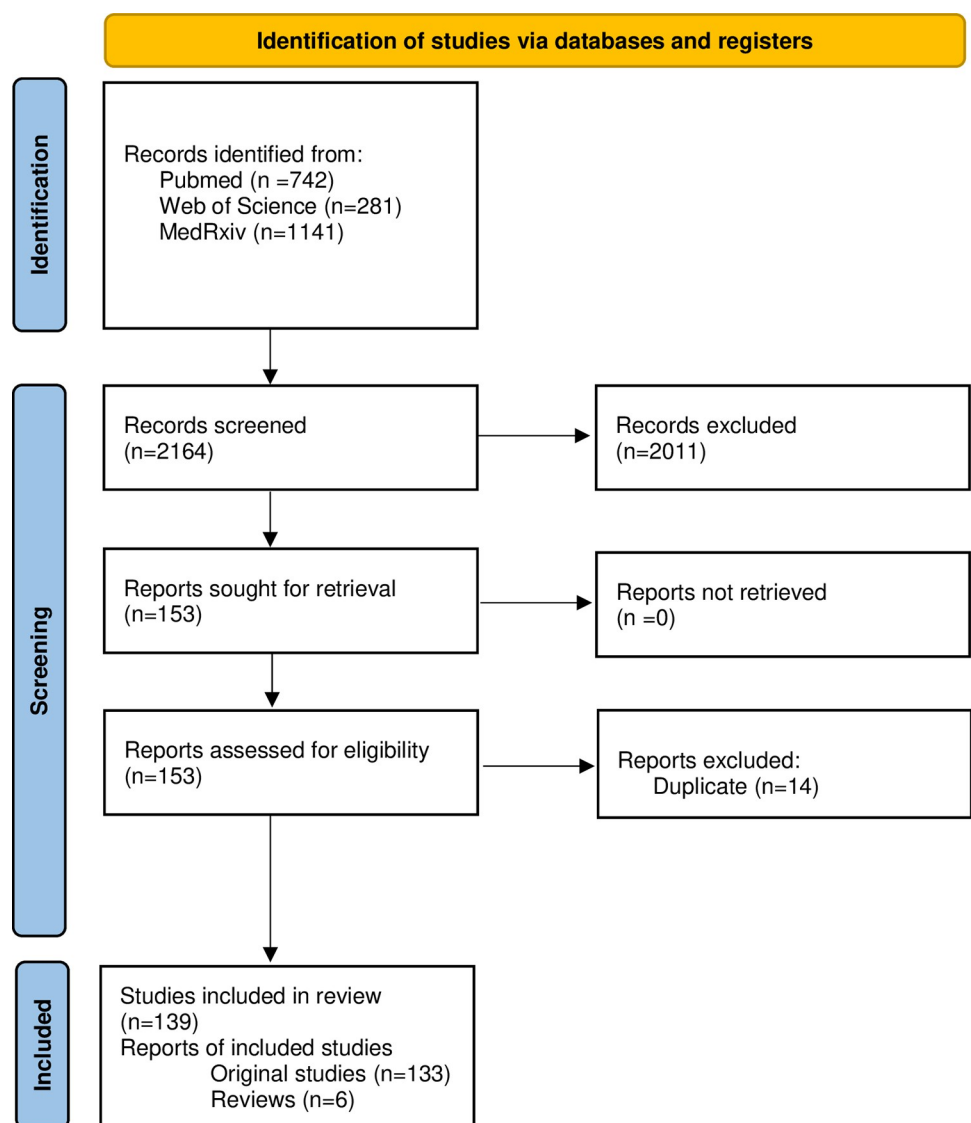 Identification of studies via databases and registers
Identification
Records identified from:
Pubmed (n =742)
Web of Science (n=281)
MedRxiv (n=1141)
Screening
Records screened
(n=2164)
Records excluded
(n=2011)
Reports sought for retrieval
(n=153)
Reports not retrieved
(n =0)
Reports assessed for eligibility
(n=153)
Reports excluded:
Duplicate (n=14)
Included
Studies included in review
(n=139)
Reports of included studies
Original studies (n=133)
Reviews (n=6)